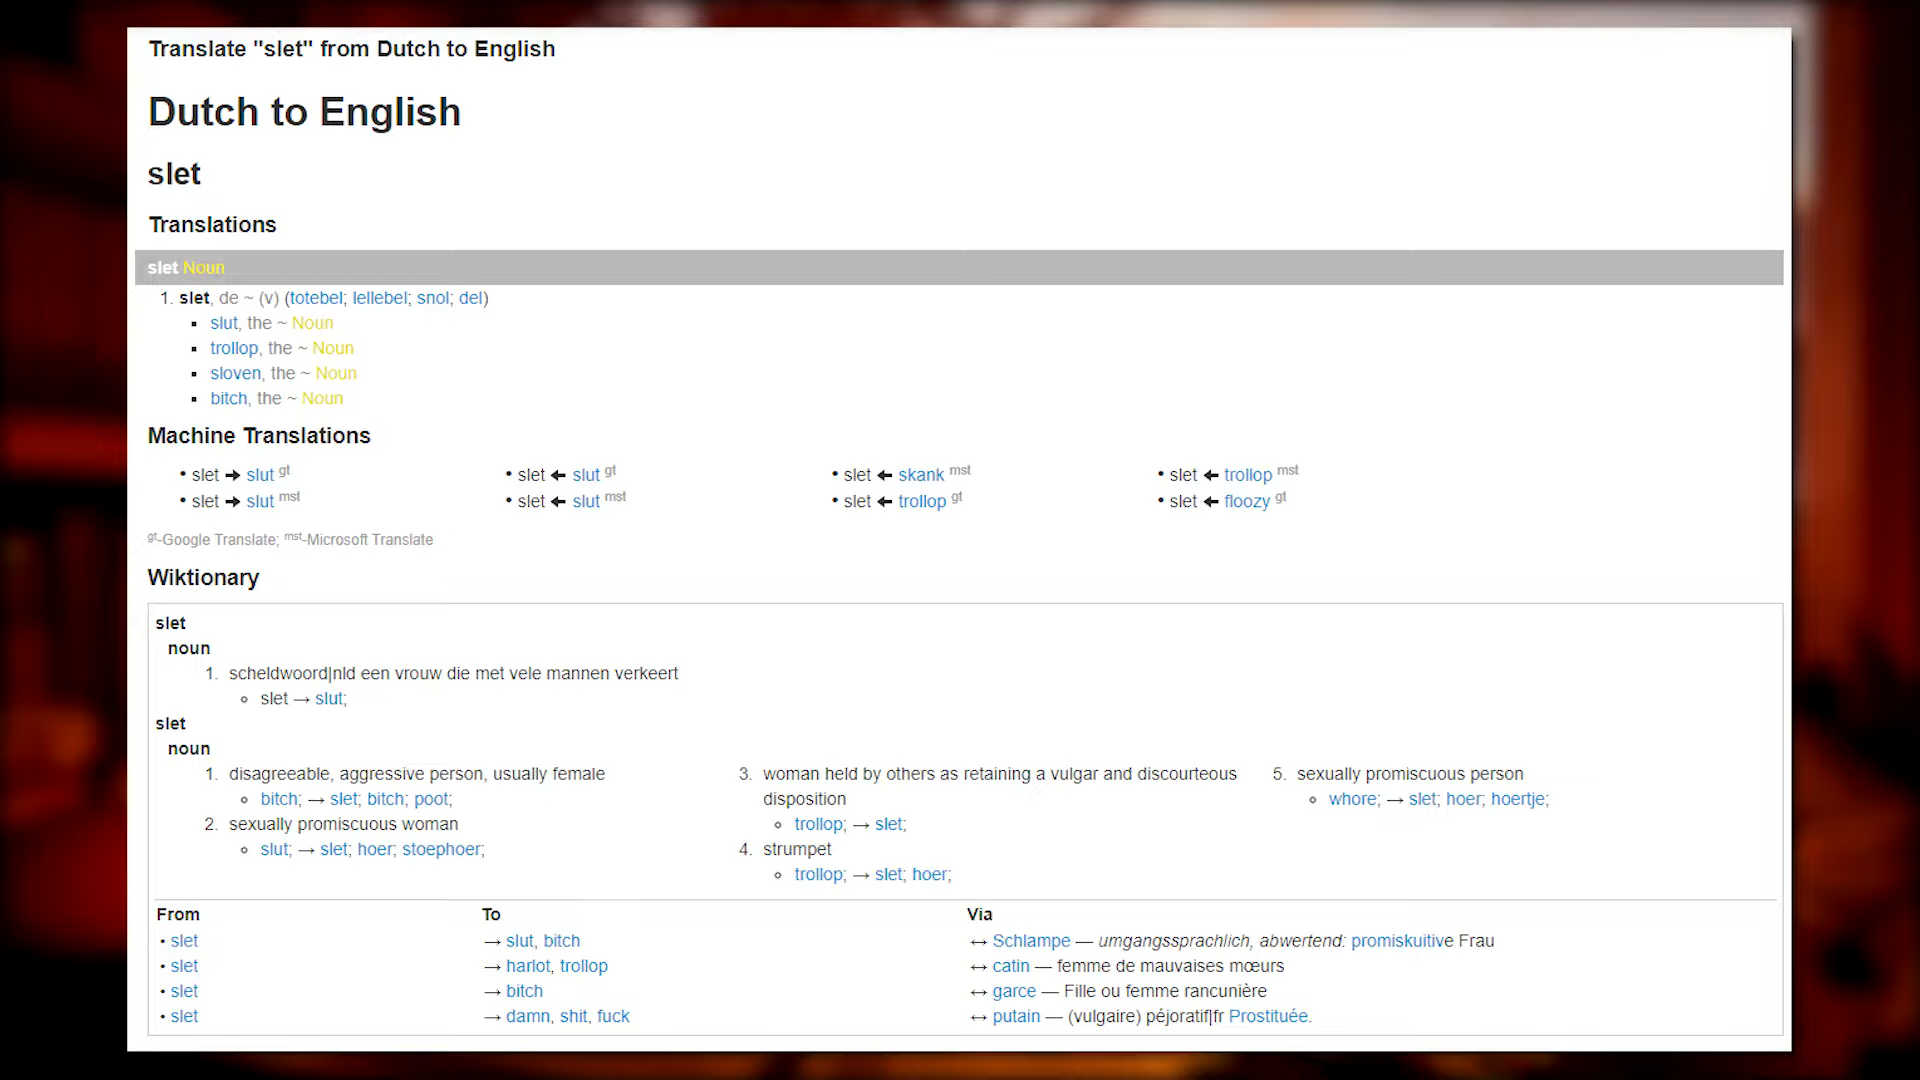 Translate "slet" from Dutch to English
Dutch to English
slet
Translations
slet Noun
1. slet, de ~ (v) (totebel; lellebel; snol; del)
▪ slut, the ~ Noun
▪ trollop, the ~ Noun
▪ sloven, the ~ Noun
▪ bitch, the ~ Noun
Machine Translations
• slet → slut gt • slet ← slut gt • slet ← skank mst • slet ← trollop mst
• slet → slut mst • slet ← slut mst • slet ← trollop gt • slet ← floozy gt
gt-Google Translate; mst-Microsoft Translate
Wiktionary
slet
noun
1. scheldwoord|nld een vrouw die met vele mannen verkeert
◦ slet → slut;
slet
noun
1. disagreeable, aggressive person, usually female
◦ bitch; → slet; bitch; poot;
2. sexually promiscuous woman
◦ slut; → slet; hoer; stoephoer;
3. woman held by others as retaining a vulgar and discourteous
disposition
◦ trollop; → slet;
4. strumpet
◦ trollop; → slet; hoer;
5. sexually promiscuous person
◦ whore; → slet; hoer; hoertje;
From To Via
• slet → slut, bitch ↔ Schlampe — umgangssprachlich, abwertend: promiskuitive Frau
• slet → harlot, trollop ↔ catin — femme de mauvaises mœurs
• slet → bitch ↔ garce — Fille ou femme rancunière
• slet → damn, shit, fuck ↔ putain — (vulgaire) péjoratif|fr Prostituée.